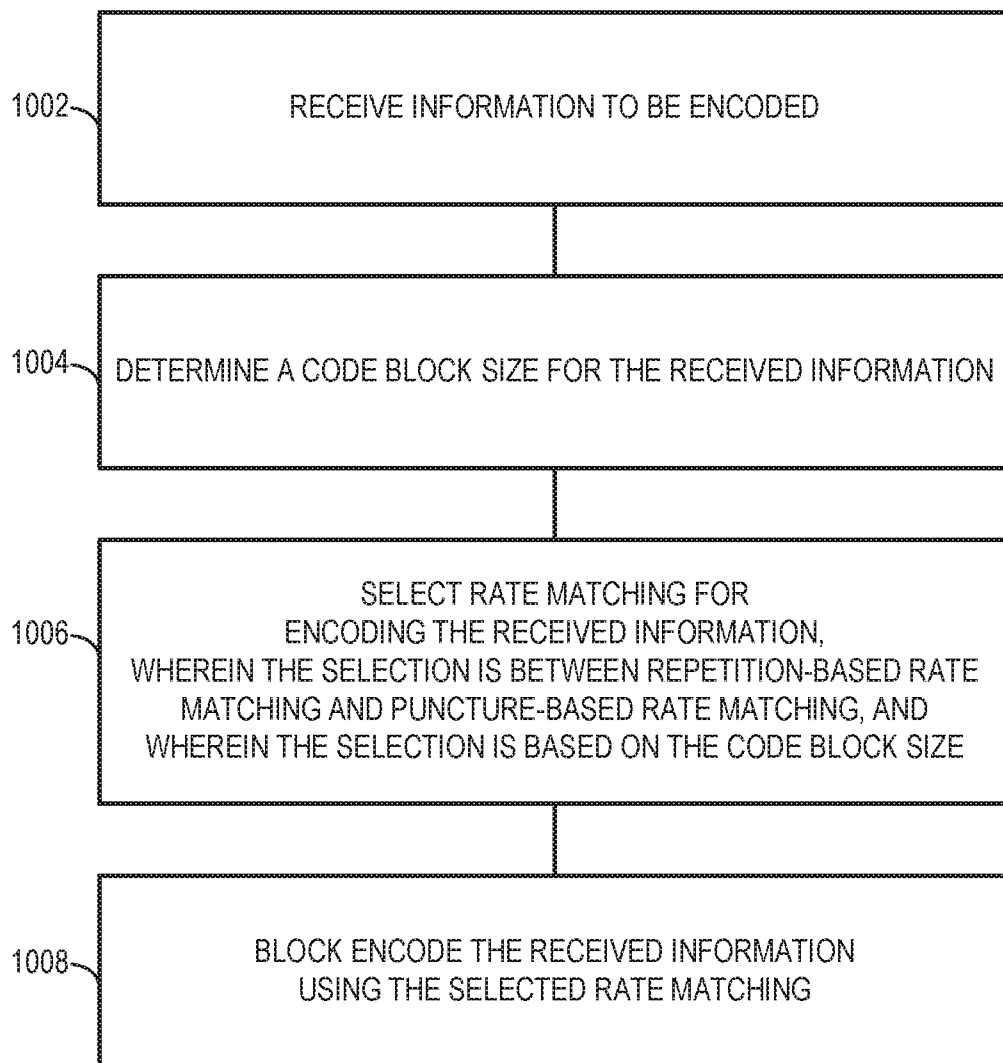 1002
RECEIVE INFORMATION TO BE ENCODED
1004
DETERMINE A CODE BLOCK SIZE FOR THE RECEIVED INFORMATION
1006
SELECT RATE MATCHING FOR
ENCODING THE RECEIVED INFORMATION,
WHEREIN THE SELECTION IS BETWEEN REPETITION-BASED RATE
MATCHING AND PUNCTURE-BASED RATE MATCHING, AND
WHEREIN THE SELECTION IS BASED ON THE CODE BLOCK SIZE
1008
BLOCK ENCODE THE RECEIVED INFORMATION
USING THE SELECTED RATE MATCHING